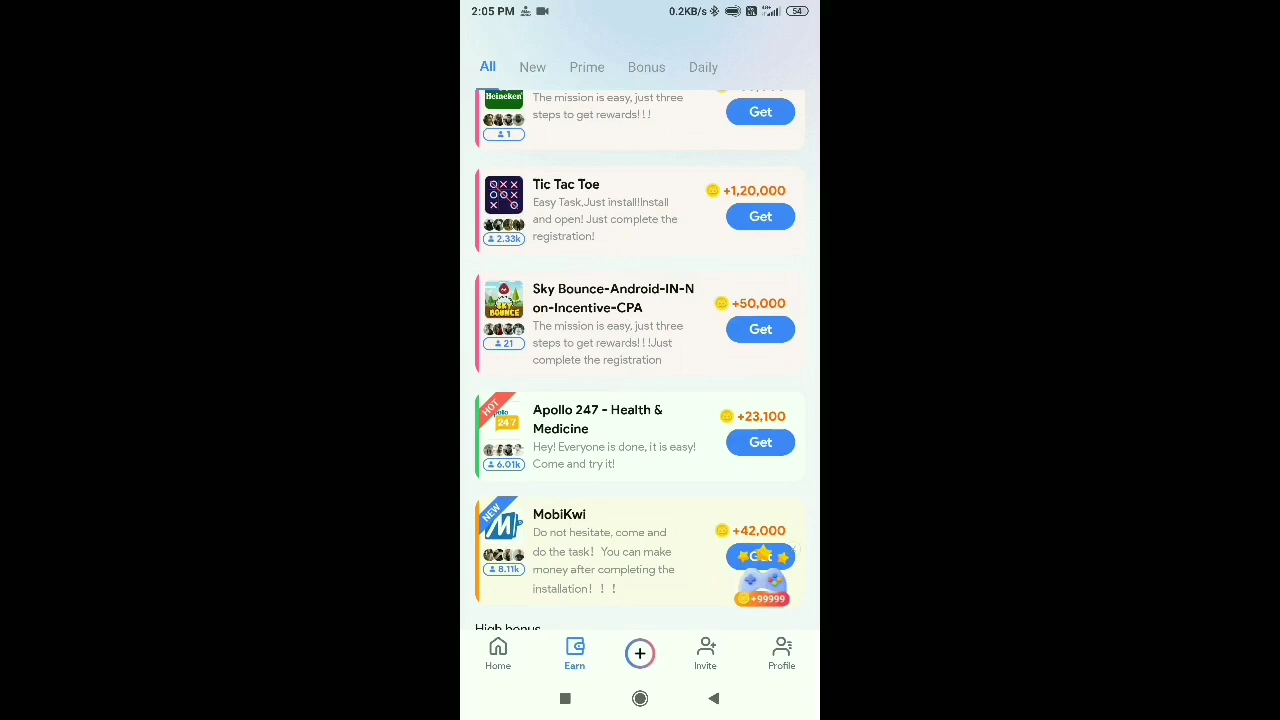 2:05 PM 0.2KB/s 54
All New Prime Bonus Daily
Heineken
The mission is easy, just three
steps to get rewards!!!
1
Get
Tic Tac Toe
+1,20,000
Easy Task,Just install!Install
and open! Just complete the
registration!
2.33k
Get
Sky Bounce-Android-IN-N
on-Incentive-CPA
+50,000
BOUNCE
The mission is easy, just three
steps to get rewards!!!Just
complete the registration
21
Get
HOT
247
Apollo 247 - Health &
Medicine
+23,100
Hey! Everyone is done, it is easy!
Come and try it!
6.01k
Get
NEW
MobiKwi
+42,000
Do not hesitate, come and
do the task！ You can make
money after completing the
installation！！！
8.11k
+99999
High bonus
Home Earn Invite Profile